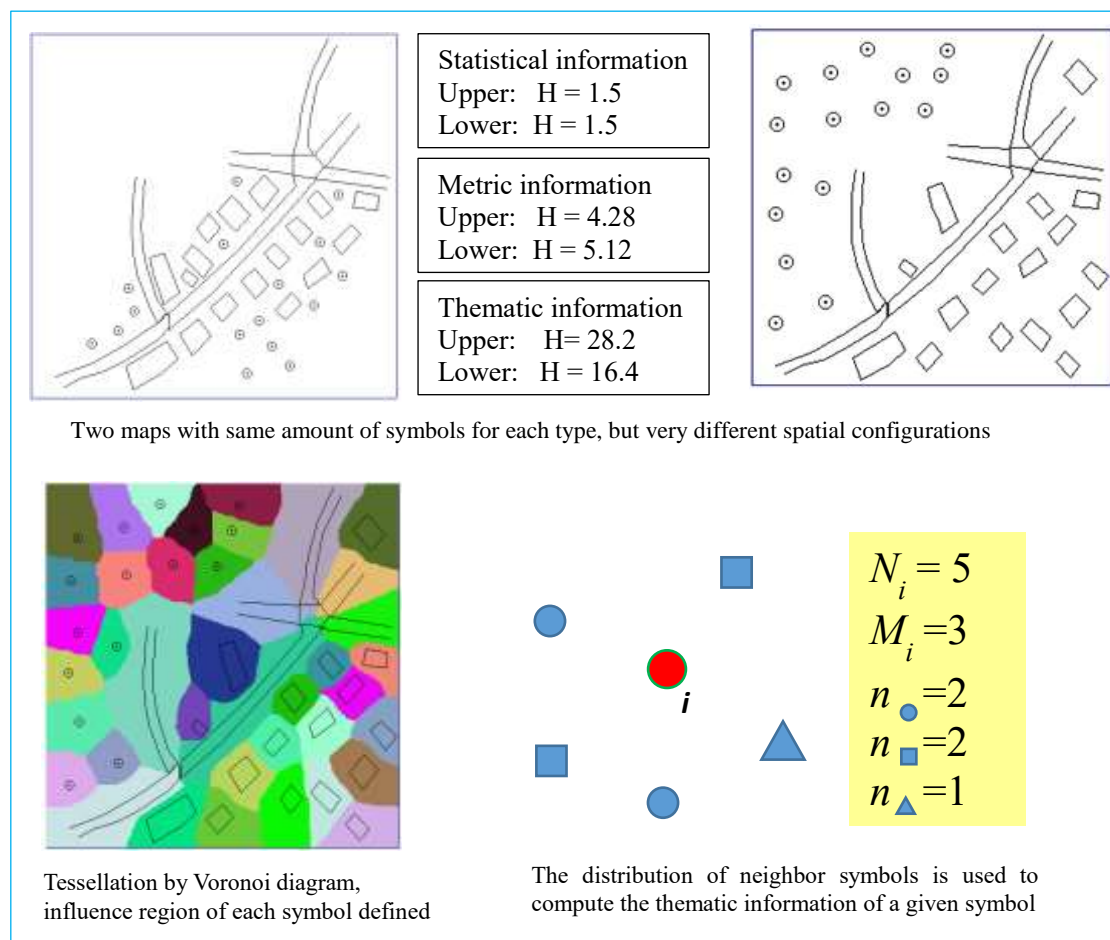 Statistical information
Upper: H = 1.5
Lower: H = 1.5
Metric information
Upper: H = 4.28
Lower: H = 5.12
Thematic information
Upper: H= 28.2
Lower: H = 16.4
Two maps with same amount of symbols for each type, but very different spatial configurations
N_i = 5
M_i =3
n =2
n =2
n =1
i
Tessellation by Voronoi diagram,
influence region of each symbol defined
The distribution of neighbor symbols is used to
compute the thematic information of a given symbol